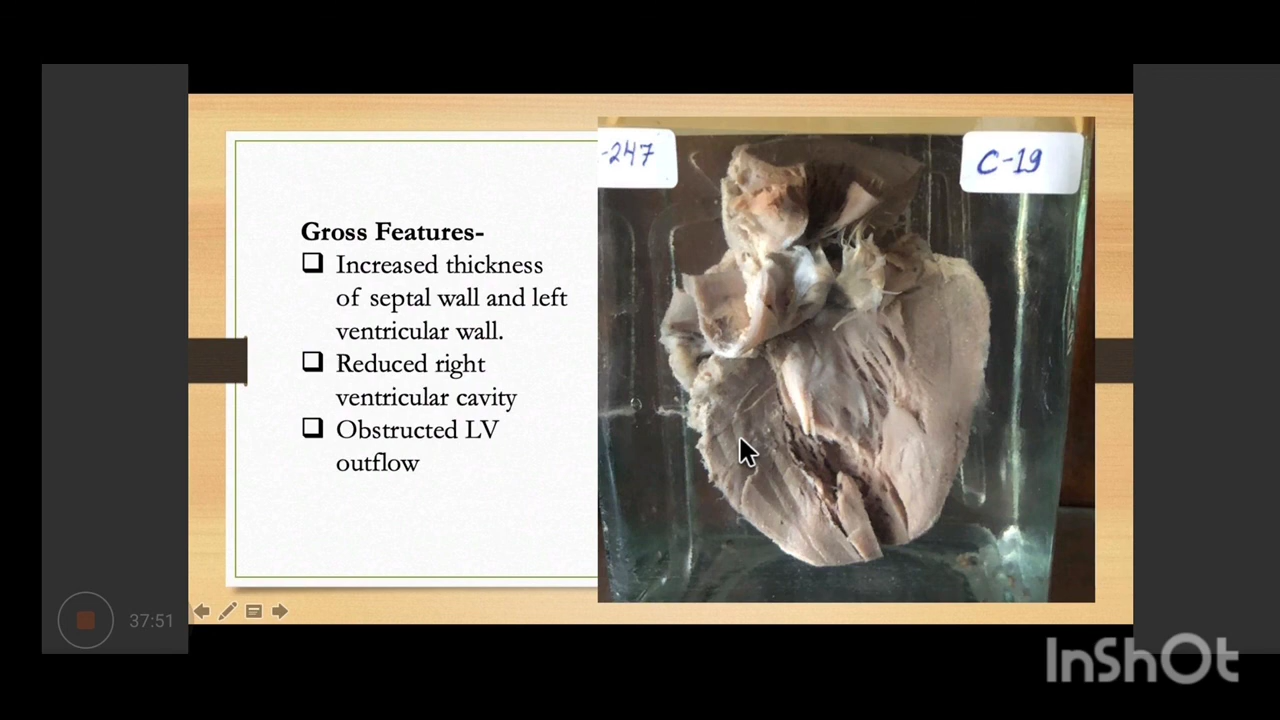 Gross Features-
Increased thickness
of septal wall and left
ventricular wall.
Reduced right
ventricular cavity
Obstructed LV
outflow
-247
C-19
37:51
InShOt